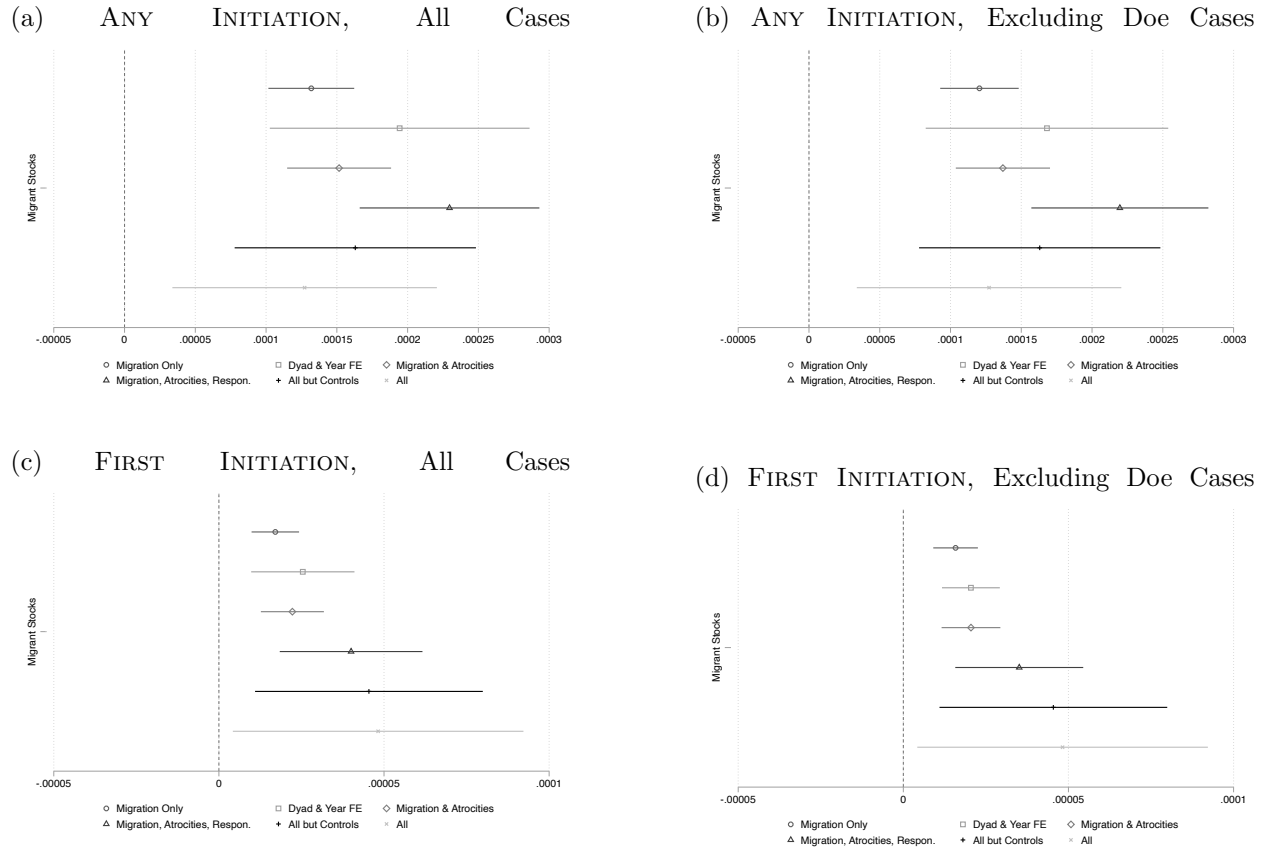 (a) ANY INITIATION, All Cases
Migrant Stocks
-.00005 0 .00005 .0001 .00015 .0002 .00025 .0003
Migration Only Dyad & Year FE Migration & Atrocities
Migration, Atrocities, Respon. All but Controls All
(b) ANY INITIATION, Excluding Doe Cases
Migrant Stocks
-.00005 0 .00005 .0001 .00015 .0002 .00025 .0003
Migration Only Dyad & Year FE Migration & Atrocities
Migration, Atrocities, Respon. All but Controls All
(c) FIRST INITIATION, All Cases
Migrant Stocks
-.00005 0 .00005 .0001
Migration Only Dyad & Year FE Migration & Atrocities
Migration, Atrocities, Respon. All but Controls All
(d) FIRST INITIATION, Excluding Doe Cases
Migrant Stocks
-.00005 0 .00005 .0001
Migration Only Dyad & Year FE Migration & Atrocities
Migration, Atrocities, Respon. All but Controls All